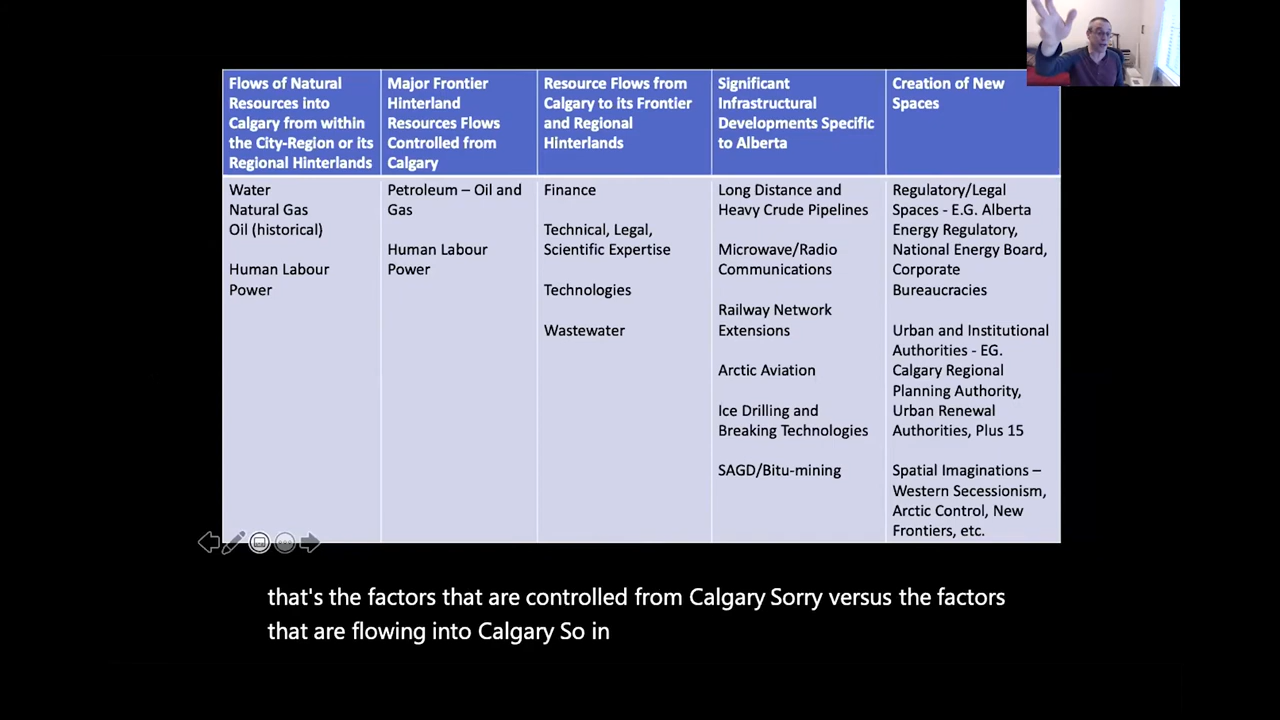 Flows of Natural
Resources into
Calgary from within
the City-Region or its
Regional Hinterlands
Major Frontier
Hinterland
Resources Flows
Controlled from
Calgary
Resource Flows from
Calgary to its Frontier
and Regional
Hinterlands
Significant
Infrastructural
Developments Specific
to Alberta
Creation of New
Spaces
Water
Natural Gas
Oil (historical)
Human Labour
Power
Petroleum – Oil and
Gas
Human Labour
Power
Finance
Technical, Legal,
Scientific Expertise
Technologies
Wastewater
Long Distance and
Heavy Crude Pipelines
Microwave/Radio
Communications
Railway Network
Extensions
Arctic Aviation
Ice Drilling and
Breaking Technologies
SAGD/Bitu-mining
Regulatory/Legal
Spaces - E.G. Alberta
Energy Regulatory,
National Energy Board,
Corporate
Bureaucracies
Urban and Institutional
Authorities - EG.
Calgary Regional
Planning Authority,
Urban Renewal
Authorities, Plus 15
Spatial Imaginations –
Western Secessionism,
Arctic Control, New
Frontiers, etc.
that's the factors that are controlled from Calgary Sorry versus the factors
that are flowing into Calgary So in